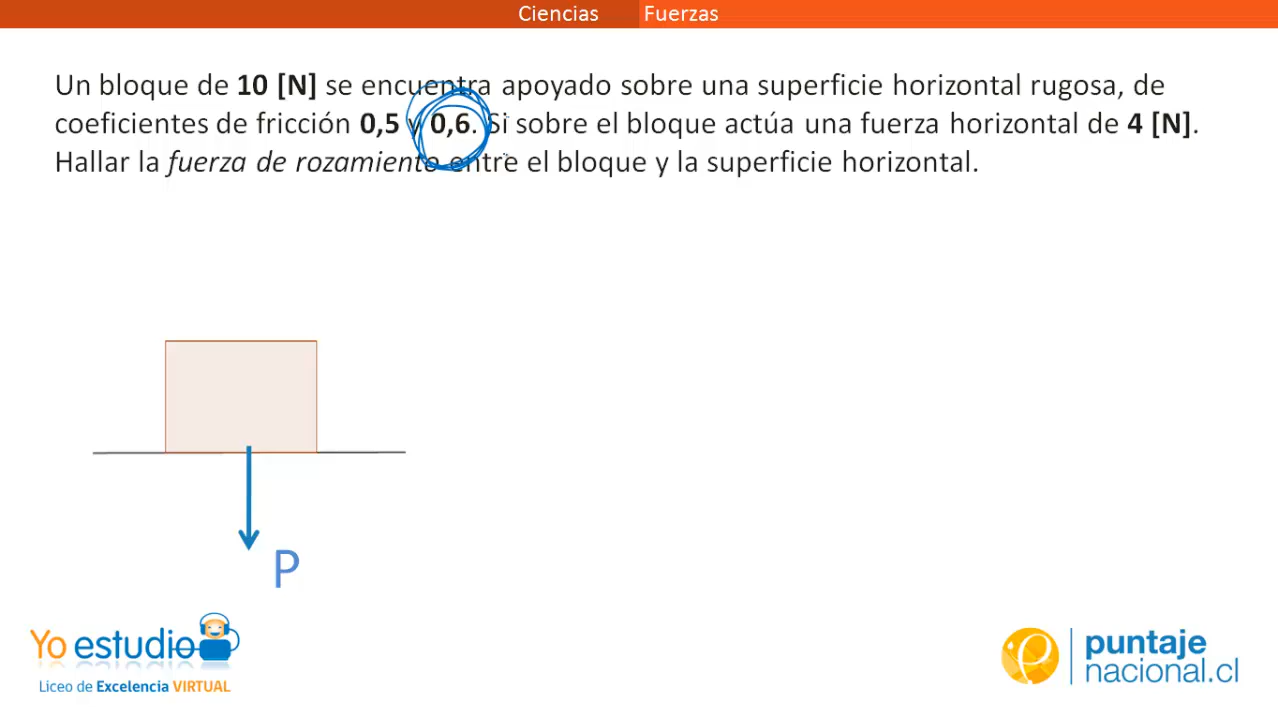 Ciencias Fuerzas
Un bloque de 10 [N] se encuentra apoyado sobre una superficie horizontal rugosa, de
coeficientes de fricción 0,5 y 0,6. Si sobre el bloque actúa una fuerza horizontal de 4 [N].
Hallar la fuerza de rozamiento entre el bloque y la superficie horizontal.
P
Yo estudio
Liceo de Excelencia VIRTUAL
puntaje
nacional.cl